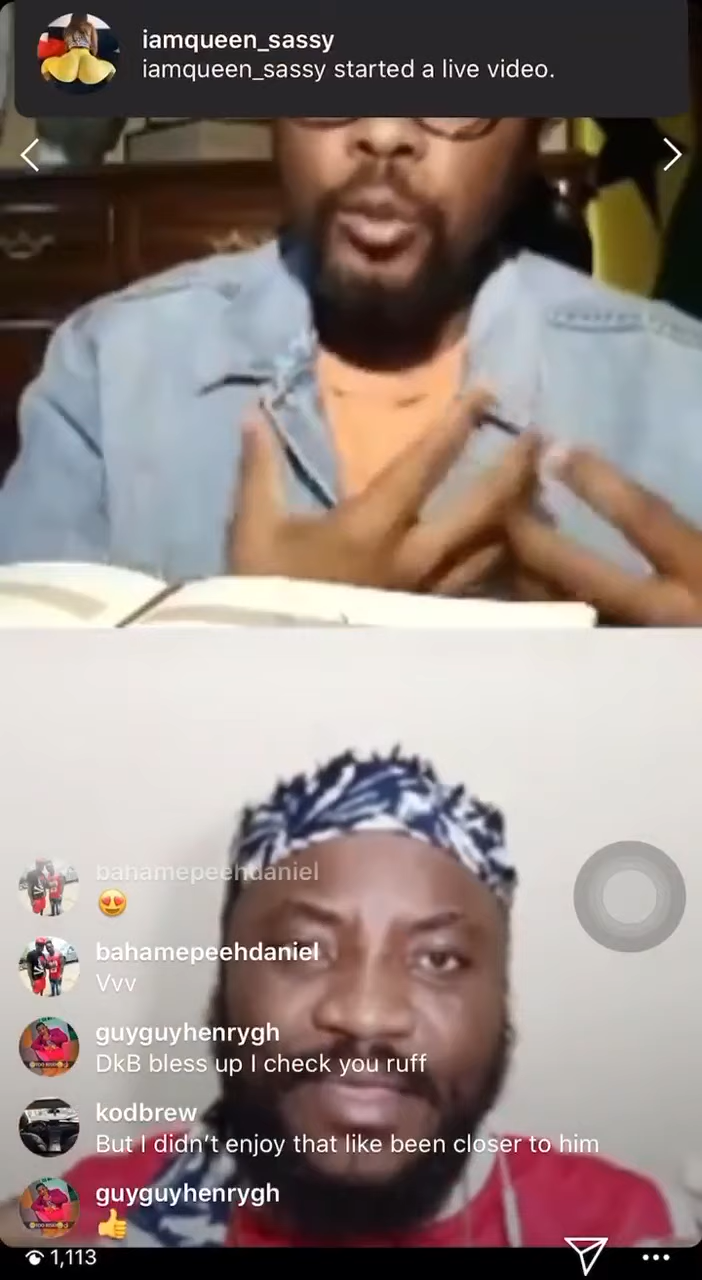 iamqueen_sassy
iamqueen_sassy started a live video.
bahamepeehdaniel
😍
bahamepeehdaniel
Vvv
guyguyhenrygh
DkB bless up I check you ruff
kodbrew
But I didn’t enjoy that like been closer to him
guyguyhenrygh
👍
1,113